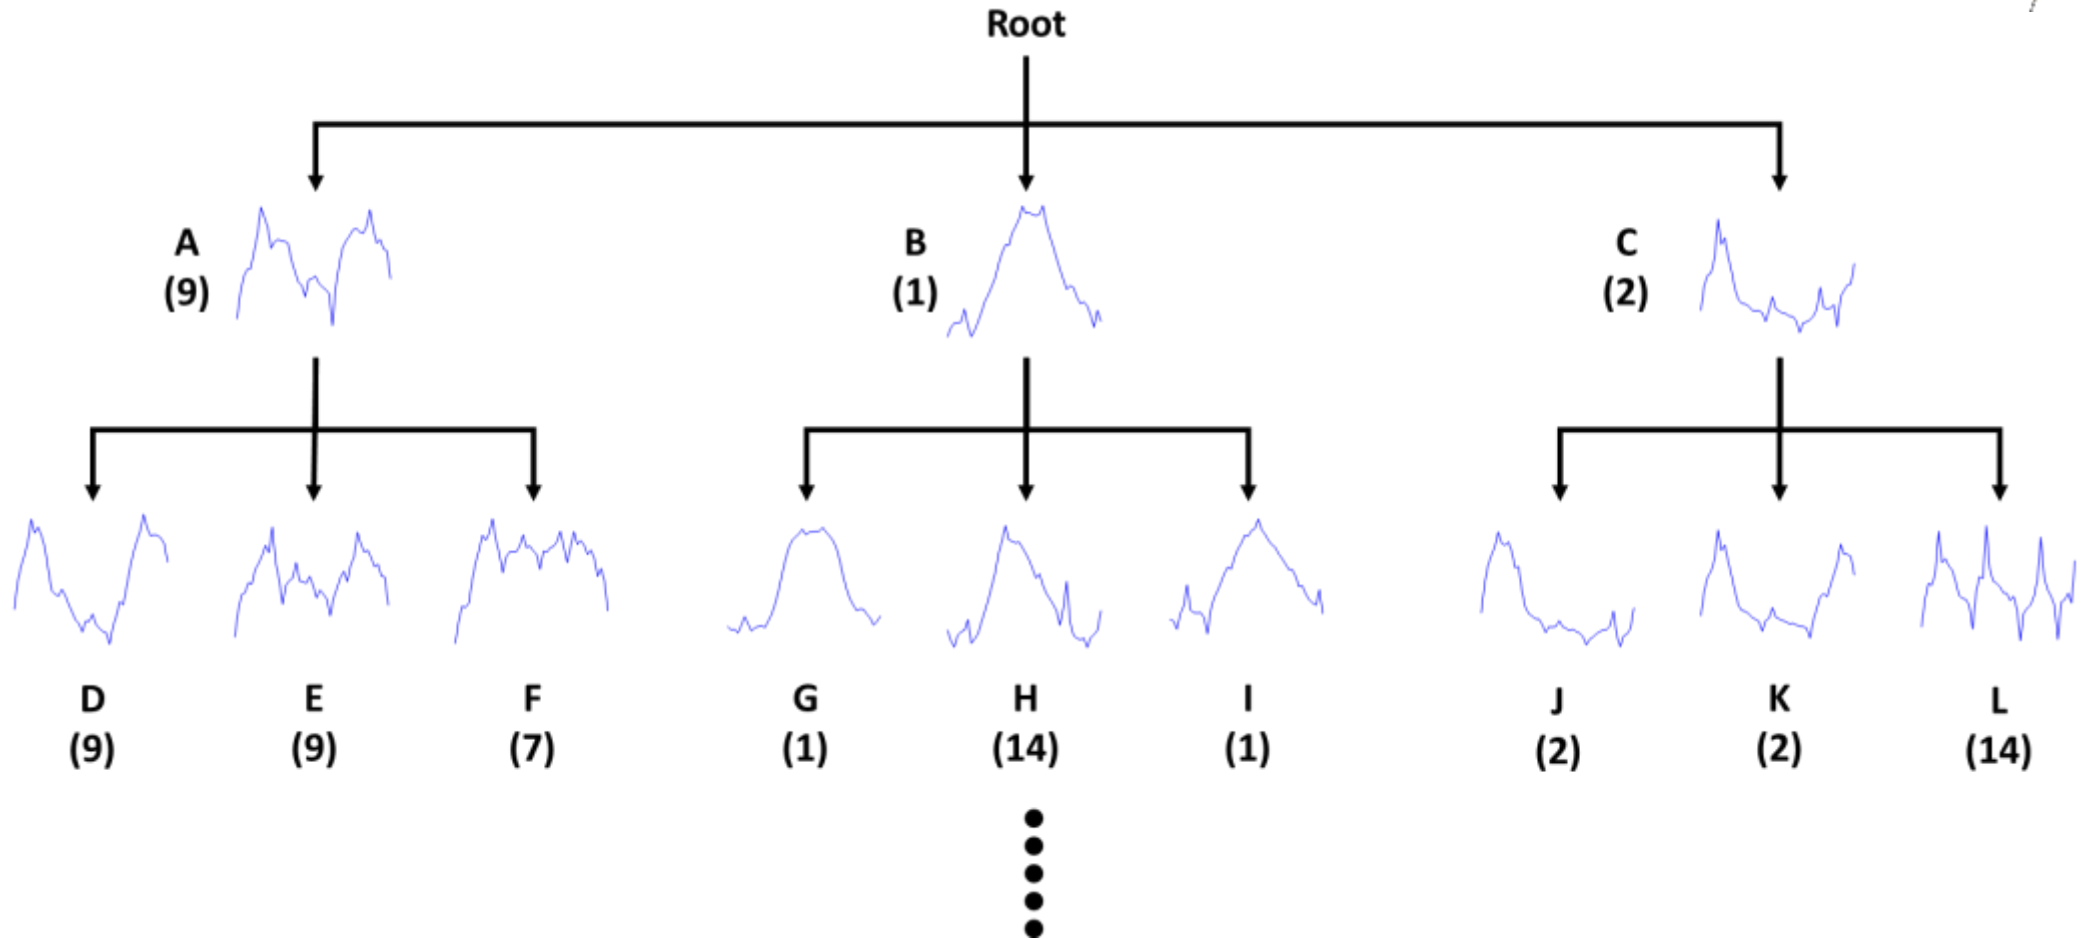 Root
A
(9)
B
(1)
C
(2)
D
(9)
E
(9)
F
(7)
G
(1)
H
(14)
I
(1)
J
(2)
K
(2)
L
(14)